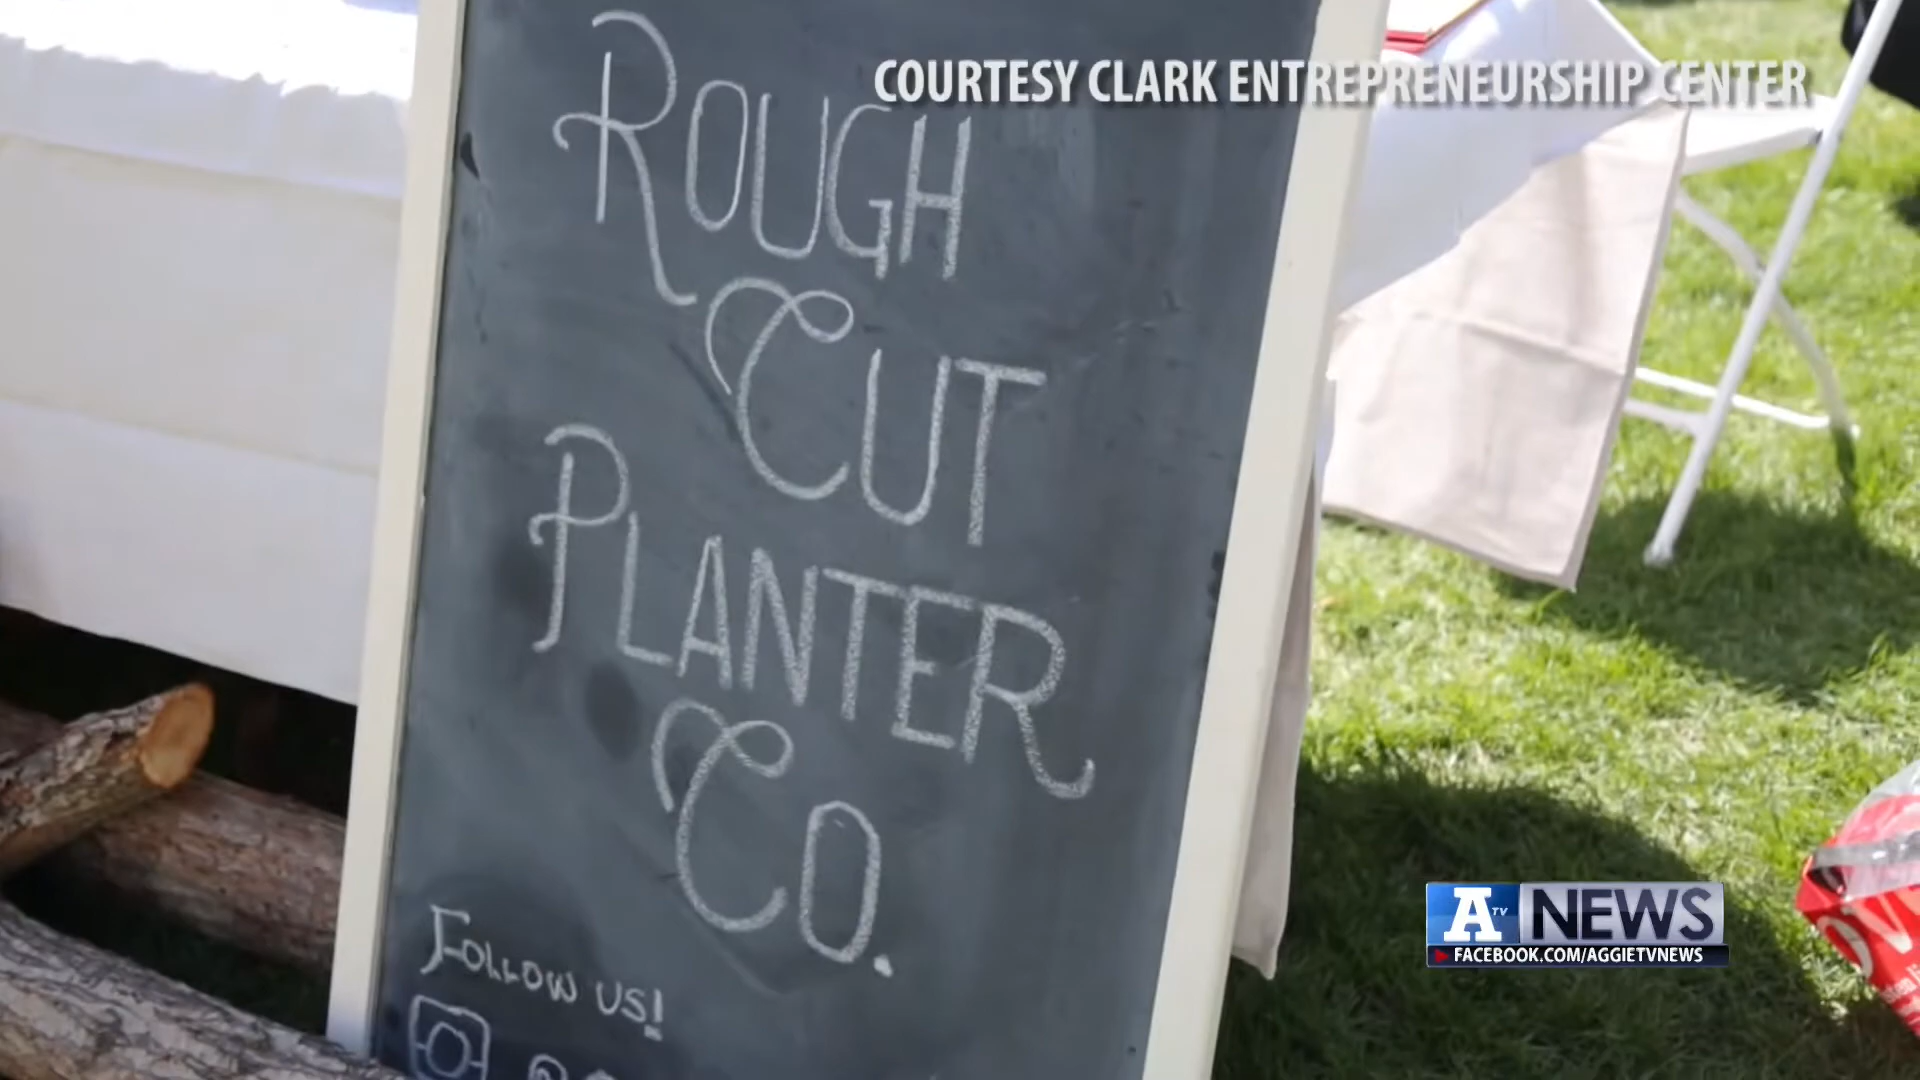 COURTESY CLARK ENTREPRENEURSHIP CENTER
ROUGH
CUT
PLANTER
CO.
FOLLOW US!
A TV NEWS
FACEBOOK.COM/AGGIETVNEWS